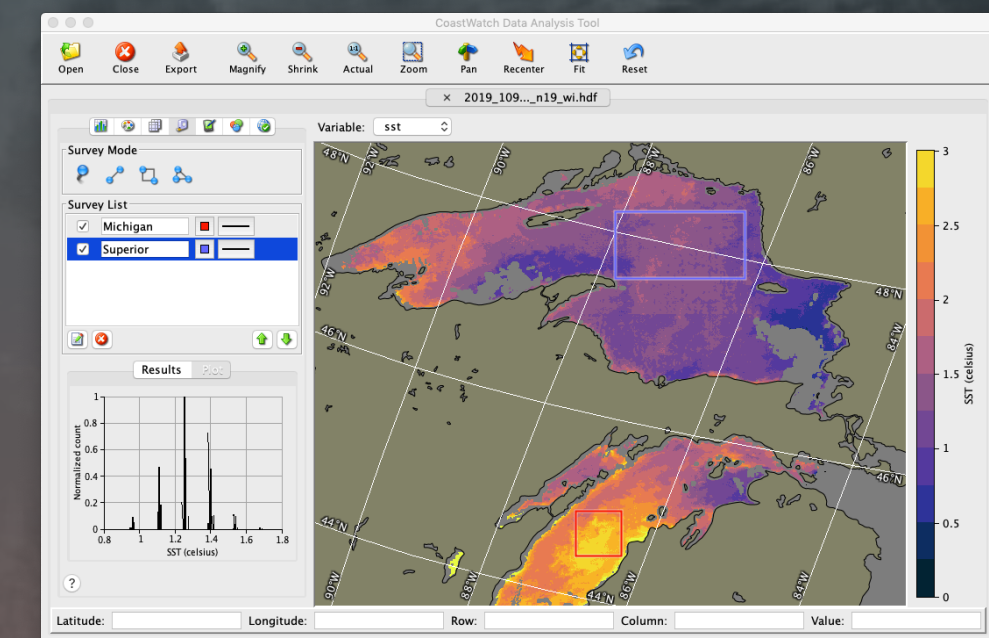 CoastWatch Data Analysis Tool
Open Close Export Magnify Shrink Actual Zoom Pan Recenter Fit Reset
× 2019_109..._n19_wi.hdf
Variable: sst
Survey Mode
Survey List
Michigan
Superior
Results Plot
Normalized count
1
0.8
0.6
0.4
0.2
0
0.8 1 1.2 1.4 1.6 1.8
SST (celsius)
?
48°N 92°W 90°W 88°W 86°W
92°W 48°N
46°N 84°W
46°N
44°N
90°W 88°W 44°N 86°W 84°W
3
2.5
2
1.5
1
0.5
0
SST (celsius)
Latitude: Longitude: Row: Column: Value: